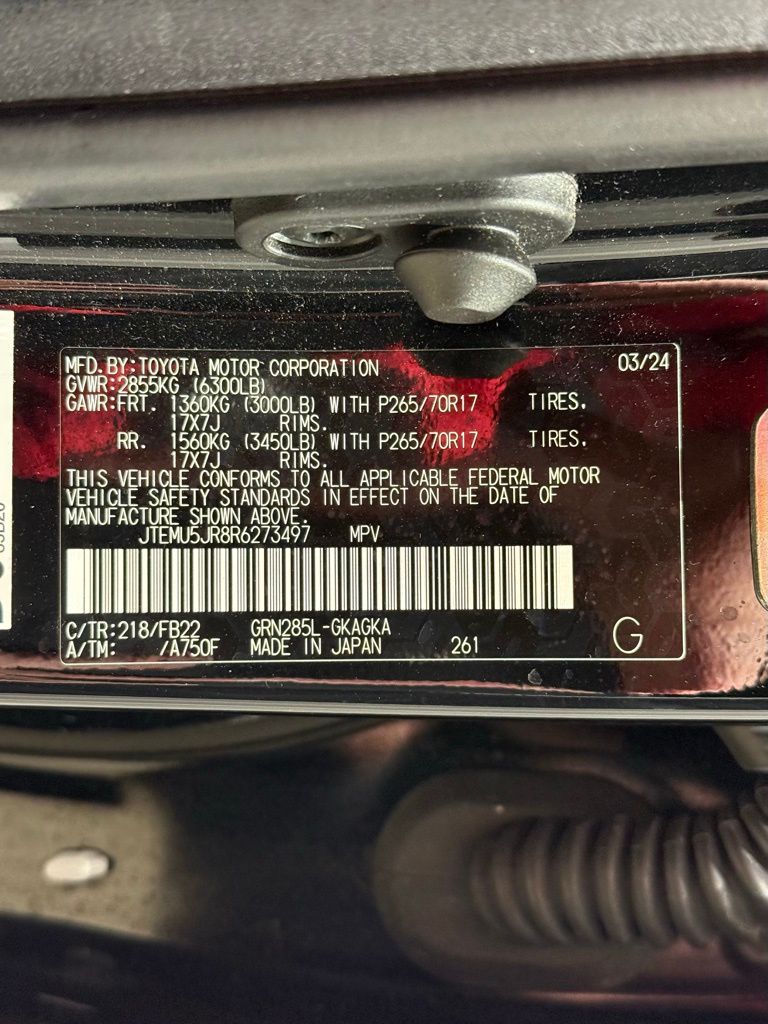 MFD. BY: TOYOTA MOTOR CORPORATION 03/24
GVWR: 2855KG (6300LB)
GAWR: FRT. 1360KG (3000LB) WITH P265/70R17 TIRES.
17X7J RIMS.
RR. 1560KG (3450LB) WITH P265/70R17 TIRES.
17X7J RIMS.
THIS VEHICLE CONFORMS TO ALL APPLICABLE FEDERAL MOTOR
VEHICLE SAFETY STANDARDS IN EFFECT ON THE DATE OF
MANUFACTURE SHOWN ABOVE.
JTEMU5JR8R6273497 MPV
C/TR: 218/FB22 GRN285L-GKAGKA
A/TM: /A750F MADE IN JAPAN 261 G